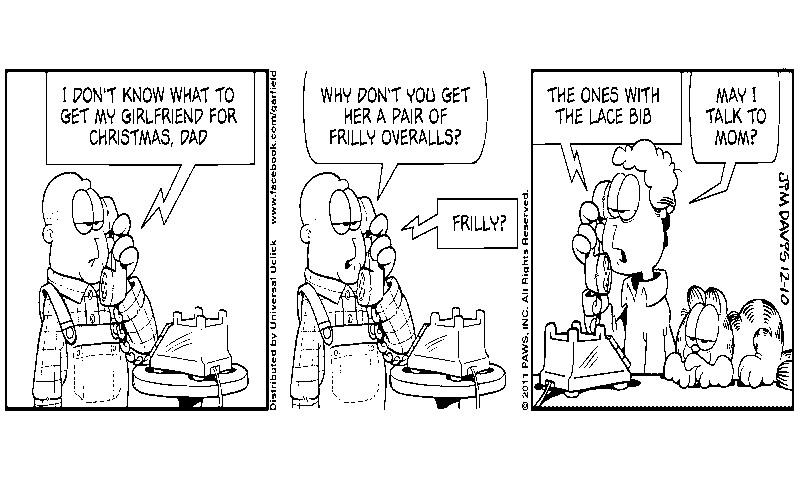 I DON'T KNOW WHAT TO
GET MY GIRLFRIEND FOR
CHRISTMAS, DAD
Distributed by Universal Uclick www.facebook.com/garfield
WHY DON'T YOU GET
HER A PAIR OF
FRILLY OVERALLS?
FRILLY?
© 2011 PAWS, INC. All Rights Reserved.
THE ONES WITH
THE LACE BIB
MAY I
TALK TO
MOM?
JIM DAVIS 12-10